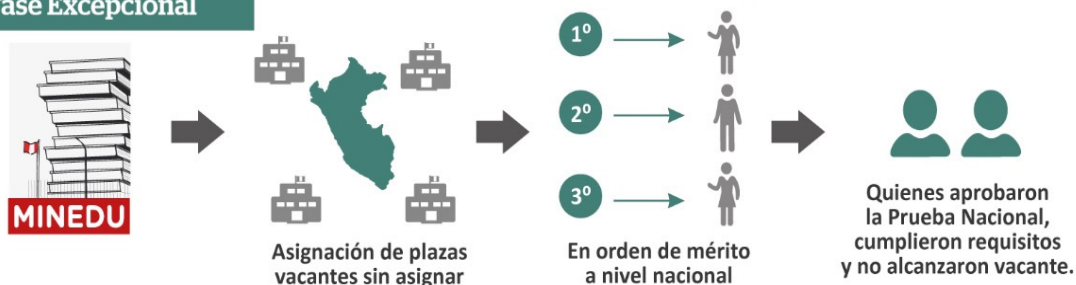 Fase Excepcional
MINEDU
Asignación de plazas
vacantes sin asignar
1º
2º
3º
En orden de mérito
a nivel nacional
Quienes aprobaron
la Prueba Nacional,
cumplieron requisitos
y no alcanzaron vacante.